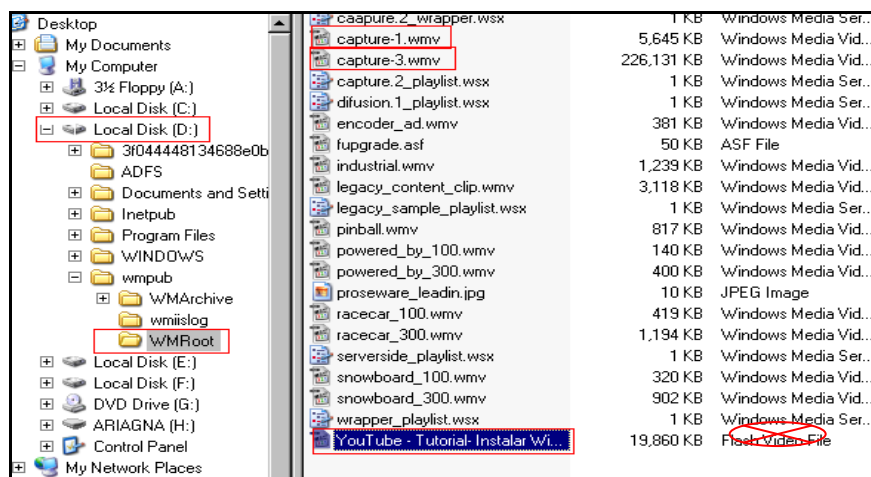 Desktop
My Documents
My Computer
3½ Floppy (A:)
Local Disk (C:)
Local Disk (D:)
3f044448134688e0b
ADFS
Documents and Setti
Inetpub
Program Files
WINDOWS
wmpub
WMArchive
wmiislog
WMRoot
Local Disk (E:)
Local Disk (F:)
DVD Drive (G:)
ARIAGNA (H:)
Control Panel
My Network Places
caapure.2_wrapper.wsx 1 KB Windows Media Ser...
capture-1.wmv 5,645 KB Windows Media Vid...
capture-3.wmv 226,131 KB Windows Media Vid...
capture.2_playlist.wsx 1 KB Windows Media Ser...
difusion.1_playlist.wsx 1 KB Windows Media Ser...
encoder_ad.wmv 381 KB Windows Media Vid...
fupgrade.asf 50 KB ASF File
industrial.wmv 1,239 KB Windows Media Vid...
legacy_content_clip.wmv 3,118 KB Windows Media Vid...
legacy_sample_playlist.wsx 1 KB Windows Media Ser...
pinball.wmv 817 KB Windows Media Vid...
powered_by_100.wmv 140 KB Windows Media Vid...
powered_by_300.wmv 400 KB Windows Media Vid...
proseware_leadin.jpg 10 KB JPEG Image
racecar_100.wmv 419 KB Windows Media Vid...
racecar_300.wmv 1,194 KB Windows Media Vid...
serverside_playlist.wsx 1 KB Windows Media Ser...
snowboard_100.wmv 320 KB Windows Media Vid...
snowboard_300.wmv 902 KB Windows Media Vid...
wrapper_playlist.wsx 1 KB Windows Media Ser...
YouTube - Tutorial- Instalar Wi... 19,860 KB Flash Video File